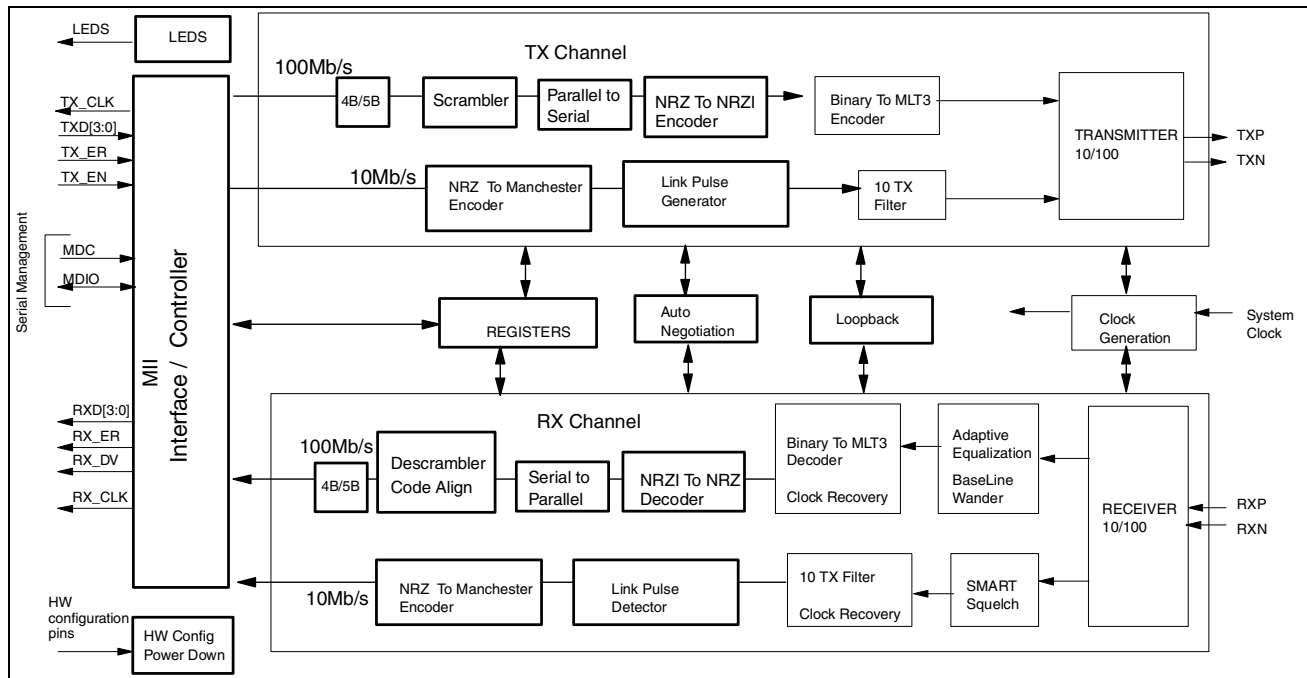 LEDS
LEDS
TX Channel
100Mb/s
4B/5B
Scrambler
Parallel to
Serial
NRZ To NRZI
Encoder
Binary To MLT3
Encoder
TRANSMITTER
10/100
TXP
TXN
TX_CLK
TXD[3:0]
TX_ER
TX_EN
10Mb/s
NRZ To Manchester
Encoder
Link Pulse
Generator
10 TX
Filter
Serial Management
MDC
MDIO
MII
Interface / Controller
REGISTERS
Auto
Negotiation
Loopback
Clock
Generation
System
Clock
RX Channel
RXD[3:0]
RX_ER
RX_DV
RX_CLK
100Mb/s
4B/5B
Descrambler
Code Align
Serial to
Parallel
NRZI To NRZ
Decoder
Binary To MLT3
Decoder
Clock Recovery
Adaptive
Equalization
BaseLine
Wander
RECEIVER
10/100
RXP
RXN
10Mb/s
NRZ To Manchester
Encoder
Link Pulse
Detector
10 TX Filter
Clock Recovery
SMART
Squelch
HW
configuration
pins
HW Config
Power Down